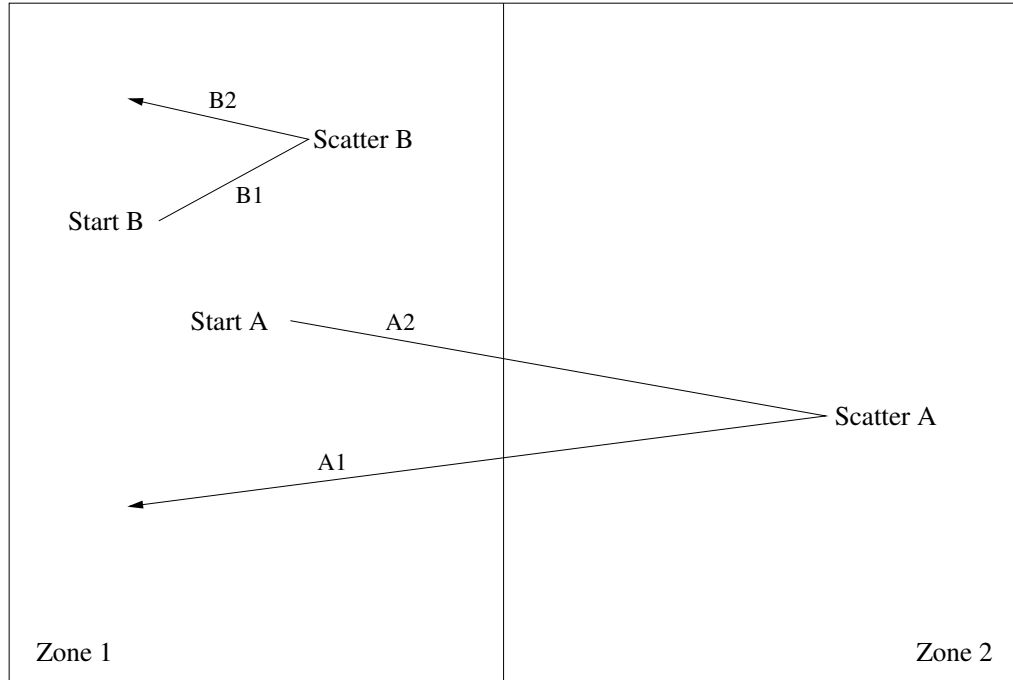 B2
Scatter B
B1
Start B
Start A
A2
Scatter A
A1
Zone 1
Zone 2